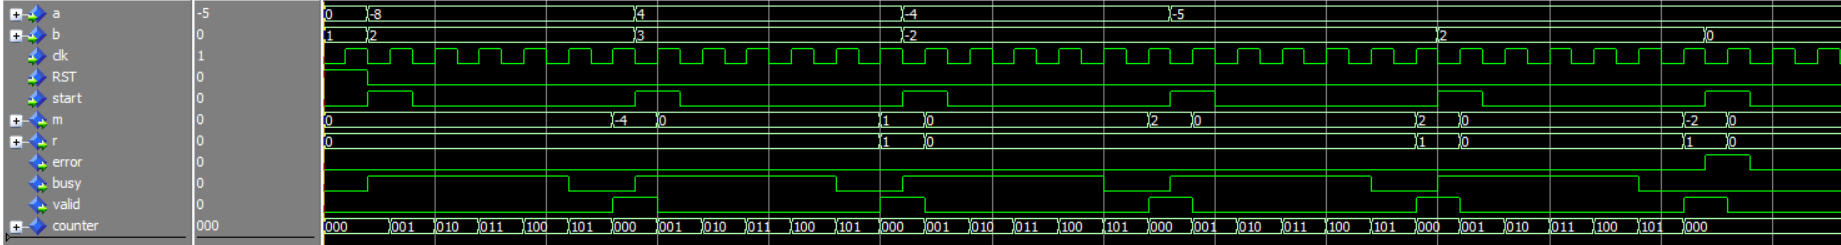 a -5 0 -8 4 -4 -5
b 0 1 2 3 -2 2 0
clk 1
RST 0
start 0
m 0 0 -4 0 1 0 2 0 2 0 -2 0
r 0 0 1 0 1 0 1 0
error 0
busy 0
valid 0
counter 000 000 001 010 011 100 101 000 001 010 011 100 101 000 001 010 011 100 101 000 001 010 011 100 101 000 001 010 011 100 101 000